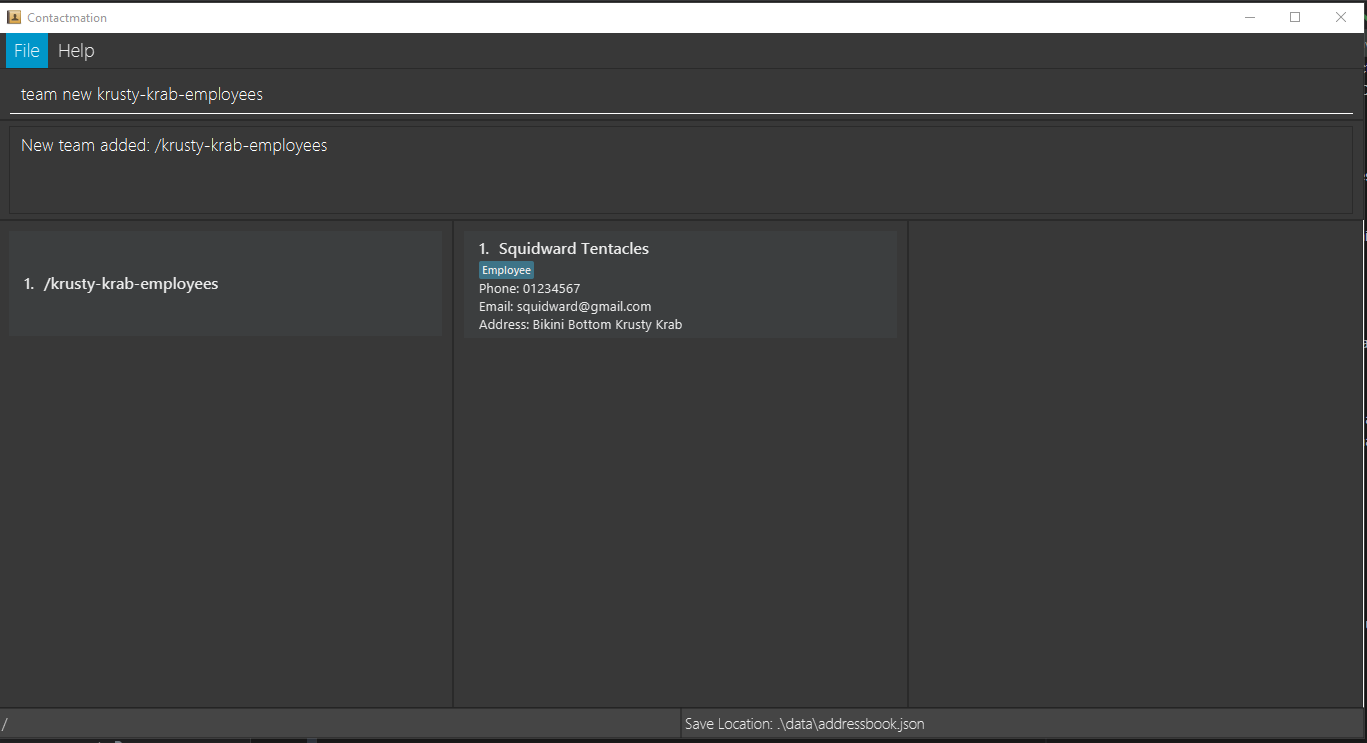 Contactmation
File Help
team new krusty-krab-employees
New team added: /krusty-krab-employees
1. /krusty-krab-employees
1. Squidward Tentacles
Employee
Phone: 01234567
Email: squidward@gmail.com
Address: Bikini Bottom Krusty Krab
/
Save Location: .\data\addressbook.json